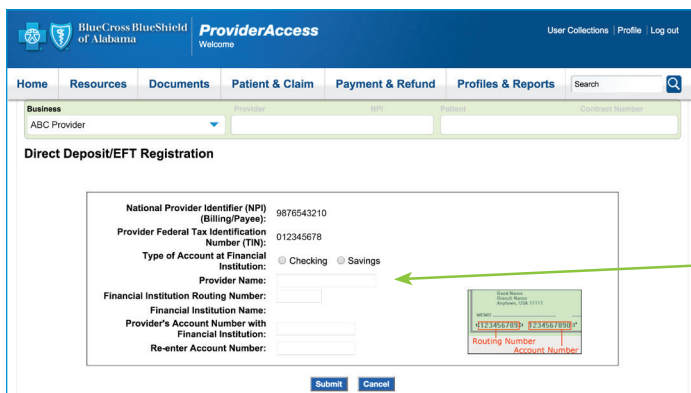 BlueCross BlueShield
of Alabama
ProviderAccess
Welcome
User Collections | Profile | Log out
Home Resources Documents Patient & Claim Payment & Refund Profiles & Reports Search
Business Provider NPI Patient Contract Number
ABC Provider
Direct Deposit/EFT Registration
National Provider Identifier (NPI)
(Billing/Payee): 9876543210
Provider Federal Tax Identification
Number (TIN): 012345678
Type of Account at Financial
Institution: Checking Savings
Provider Name:
Financial Institution Routing Number:
Financial Institution Name:
Provider's Account Number with
Financial Institution:
Re-enter Account Number:
Bank Name
Branch Name
Anytown, USA 11111
MEMO
123456789 1234567890
Routing Number
Account Number
Submit Cancel